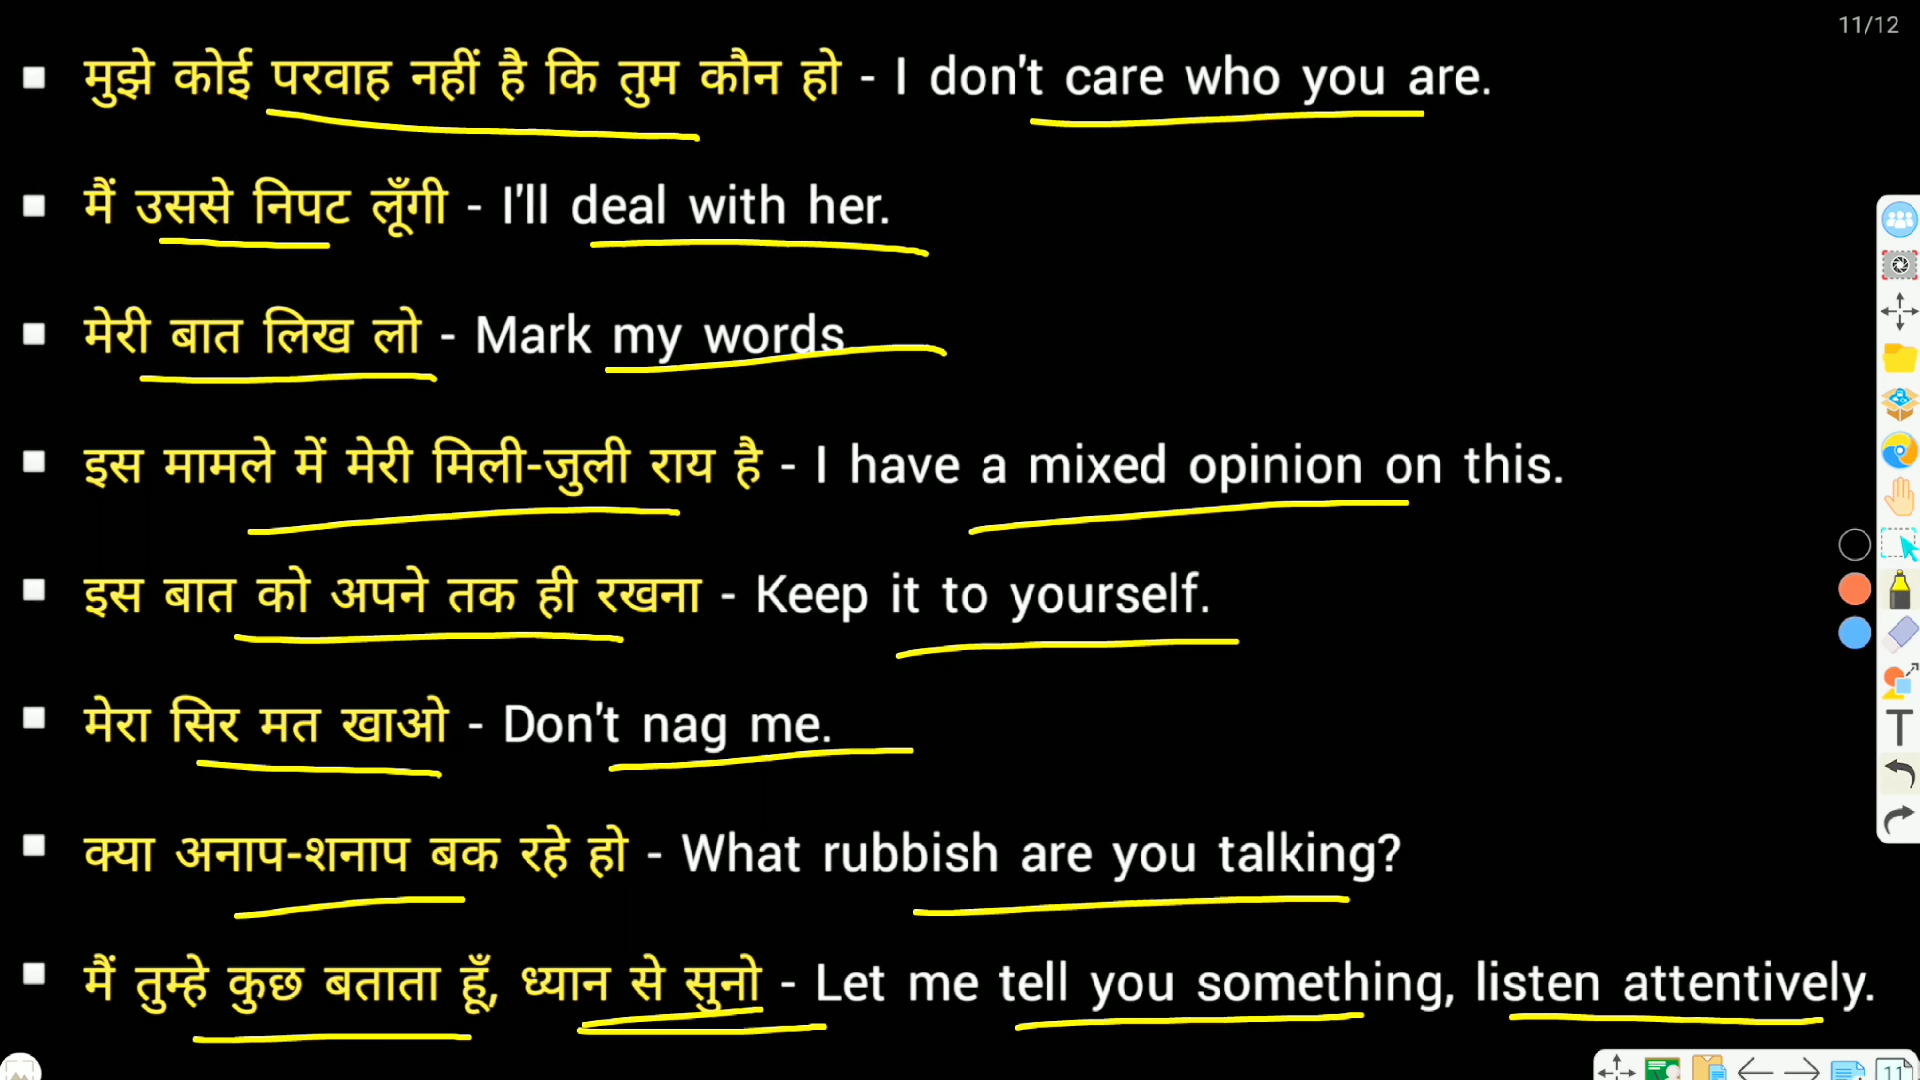 11/12
मुझे कोई परवाह नहीं है कि तुम कौन हो - I don't care who you are.
मैं उससे निपट लूँगी - I'll deal with her.
मेरी बात लिख लो - Mark my words
इस मामले में मेरी मिली-जुली राय है - I have a mixed opinion on this.
इस बात को अपने तक ही रखना - Keep it to yourself.
मेरा सिर मत खाओ - Don't nag me.
क्या अनाप-शनाप बक रहे हो - What rubbish are you talking?
मैं तुम्हे कुछ बताता हूँ, ध्यान से सुनो - Let me tell you something, listen attentively.
T
11